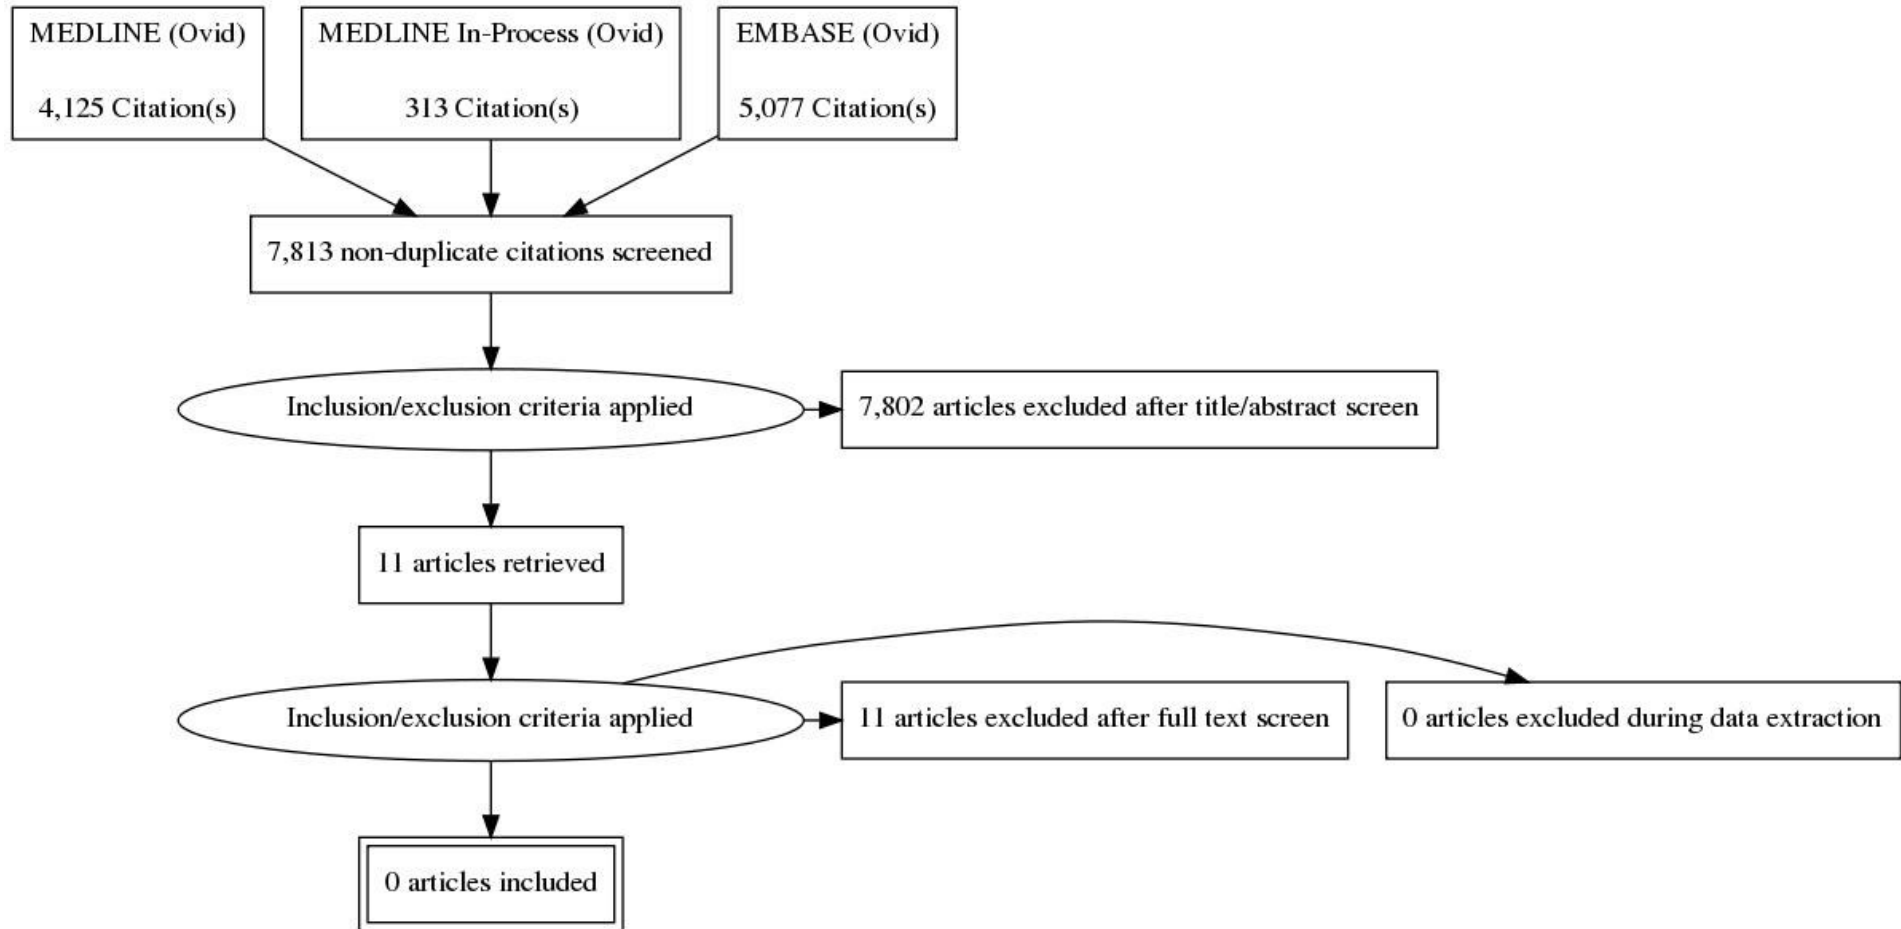 MEDLINE (Ovid)
4,125 Citation(s)
MEDLINE In-Process (Ovid)
313 Citation(s)
EMBASE (Ovid)
5,077 Citation(s)
7,813 non-duplicate citations screened
Inclusion/exclusion criteria applied
7,802 articles excluded after title/abstract screen
11 articles retrieved
Inclusion/exclusion criteria applied
11 articles excluded after full text screen
0 articles excluded during data extraction
0 articles included